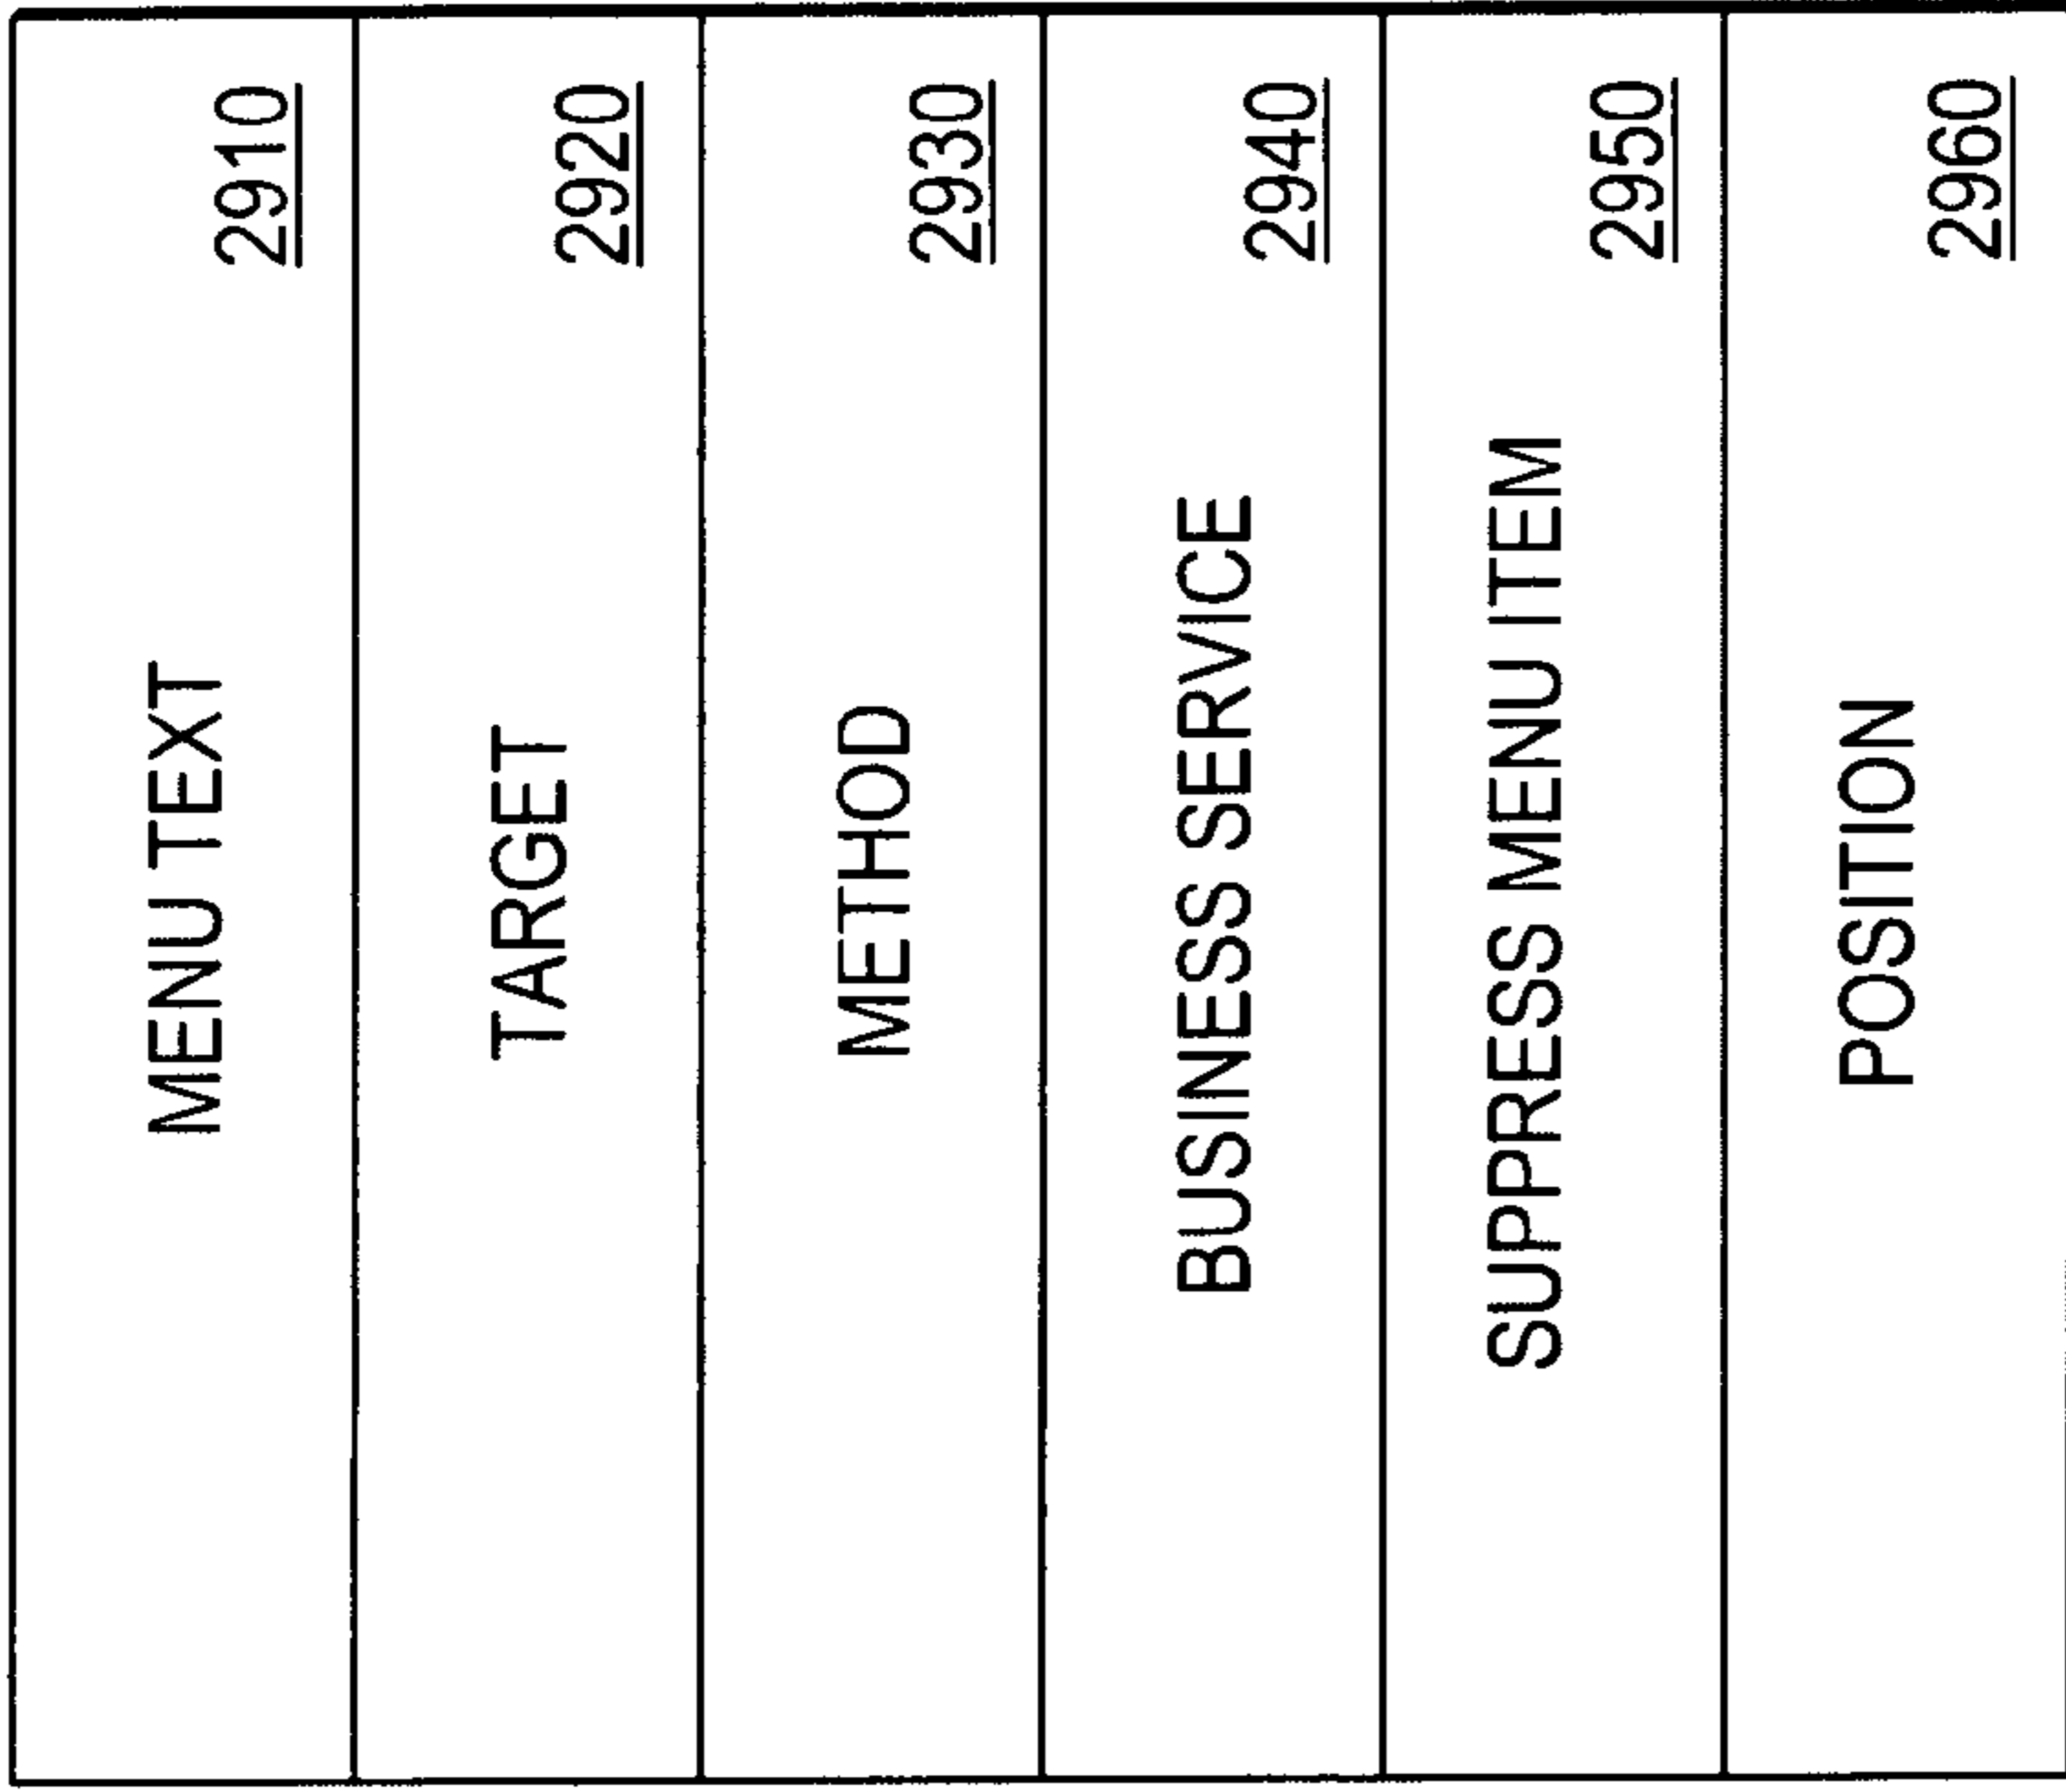 MENU TEXT
2910
TARGET
2920
METHOD
2930
BUSINESS SERVICE
2940
SUPPRESS MENU ITEM
2950
POSITION
2960